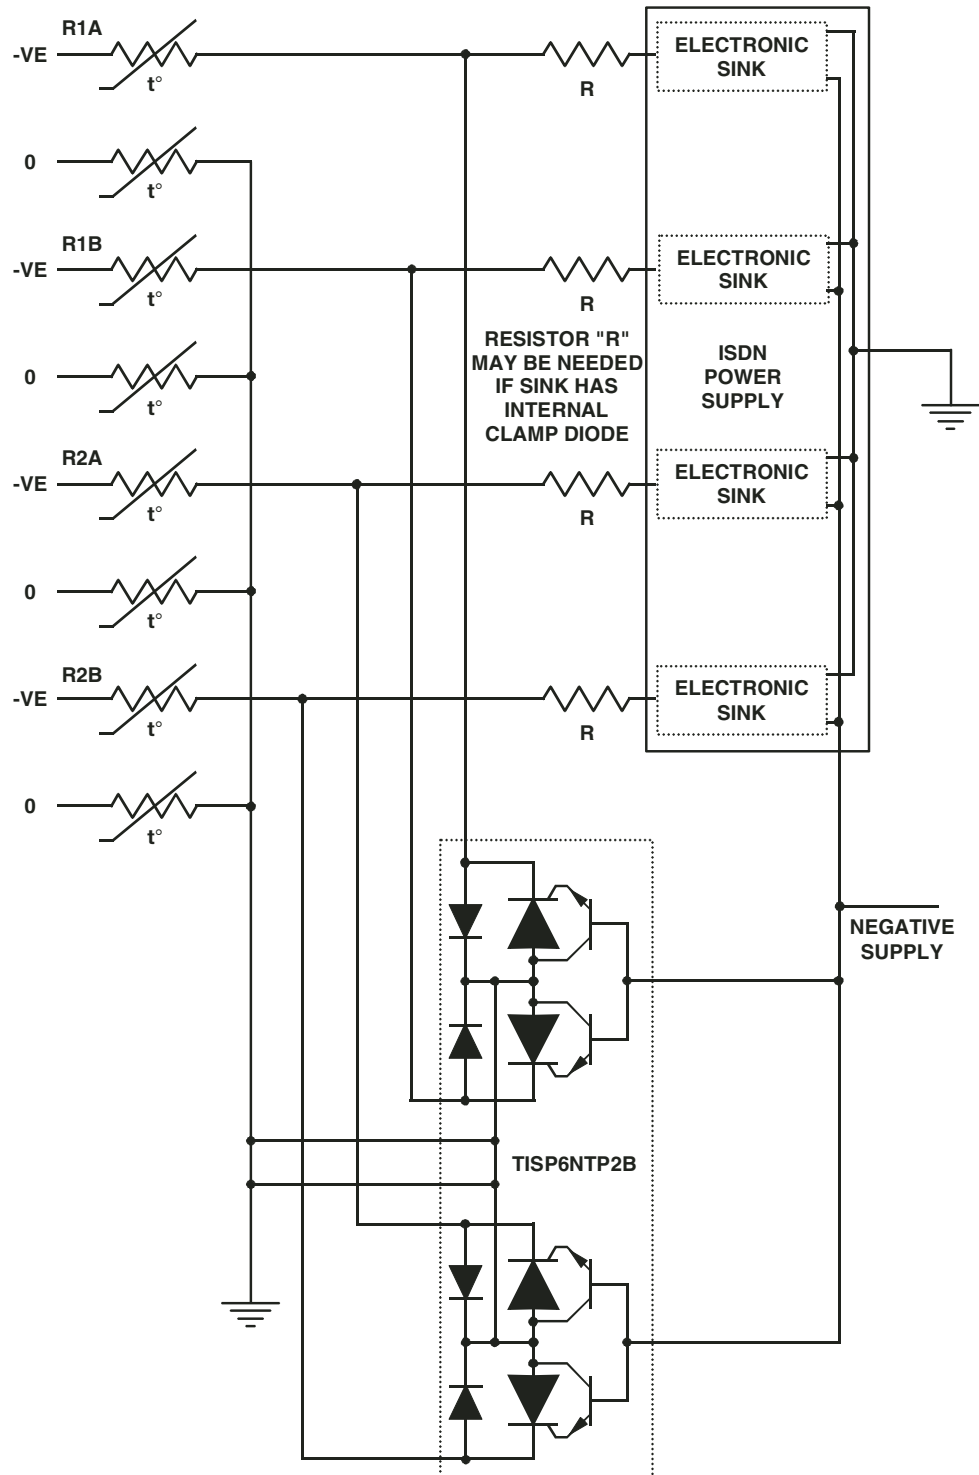 R1A
-VE
t°
R
ELECTRONIC
SINK
0
t°
R1B
-VE
t°
R
ELECTRONIC
SINK
RESISTOR "R"
MAY BE NEEDED
IF SINK HAS
INTERNAL
CLAMP DIODE
ISDN
POWER
SUPPLY
0
t°
R2A
-VE
t°
R
ELECTRONIC
SINK
0
t°
R2B
-VE
t°
R
ELECTRONIC
SINK
0
t°
NEGATIVE
SUPPLY
TISP6NTP2B